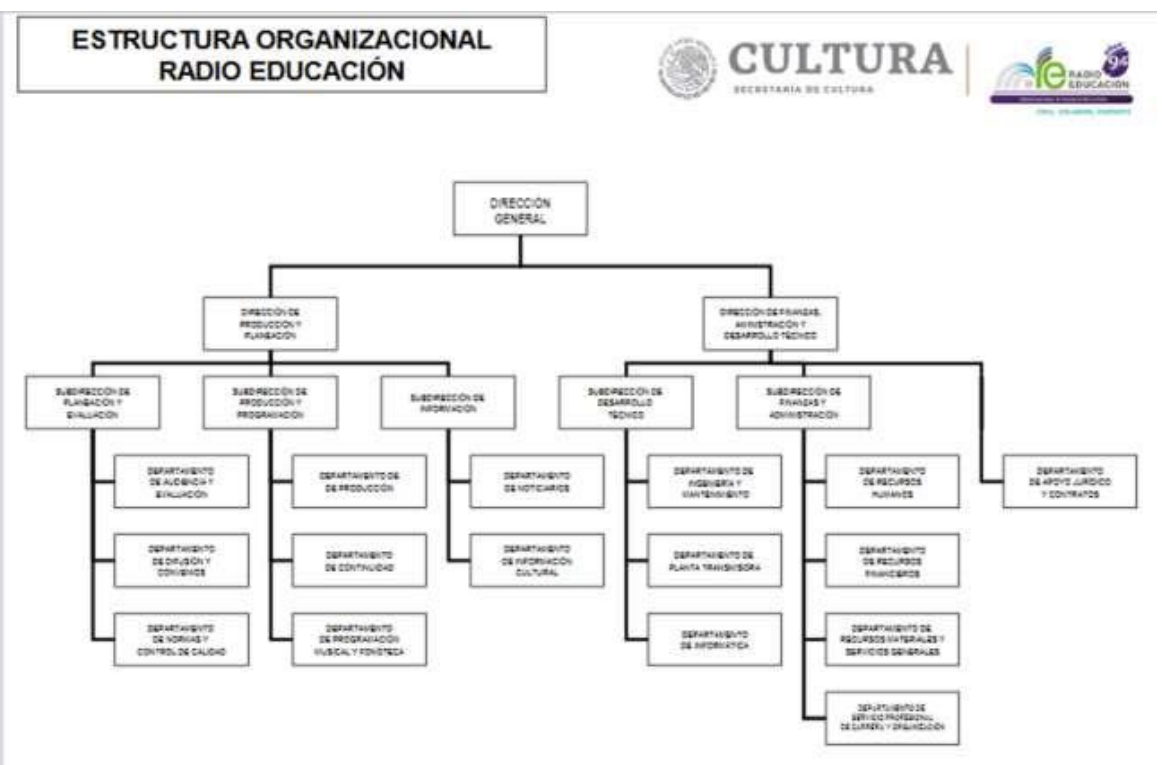 ESTRUCTURA ORGANIZACIONAL
RADIO EDUCACIÓN
CULTURA
SECRETARÍA DE CULTURA
RADIO
EDUCACIÓN
DIRECCIÓN
GENERAL
DIRECCIÓN DE
PRODUCCIÓN Y
PLANEACIÓN
DIRECCIÓN DE FINANZAS,
DESARROLLO TÉCNICO
SUBDIRECCIÓN DE
PLANEACIÓN Y
EVALUACIÓN
SUBDIRECCIÓN DE
PRODUCCIÓN Y
PROGRAMACIÓN
SUBDIRECCIÓN DE
INFORMACIÓN
SUBDIRECCIÓN DE
DESARROLLO
TÉCNICO
SUBDIRECCIÓN DE
FINANZAS Y
ADMINISTRACIÓN
DEPARTAMENTO
DE AUDIENCIA Y
EVALUACIÓN
DEPARTAMENTO DE
DE PRODUCCIÓN
DEPARTAMENTO
DE NOTICIARIOS
DEPARTAMENTO DE
INGENIERÍA Y
MANTENIMIENTO
DEPARTAMENTO
DE RECURSOS
HUMANOS
DEPARTAMENTO
DE APOYO JURÍDICO
Y CONTRATOS
DEPARTAMENTO
DE DIFUSIÓN Y
CONVENIOS
DEPARTAMENTO
DE CONTINUIDAD
DEPARTAMENTO
DE INFORMACIÓN
CULTURAL
DEPARTAMENTO DE
PLANTA TRANSMISORA
DEPARTAMENTO
DE RECURSOS
FINANCIEROS
DEPARTAMENTO
DE NORMAS Y
CONTROL DE CALIDAD
DEPARTAMENTO
DE PROGRAMACIÓN
MUSICAL Y FONOTECA
DEPARTAMENTO
DE INFORMÁTICA
DEPARTAMENTO DE
RECURSOS MATERIALES Y
SERVICIOS GENERALES
DEPARTAMENTO DE
SERVICIO PROFESIONAL
DE CARRERA Y ORGANIZACIÓN